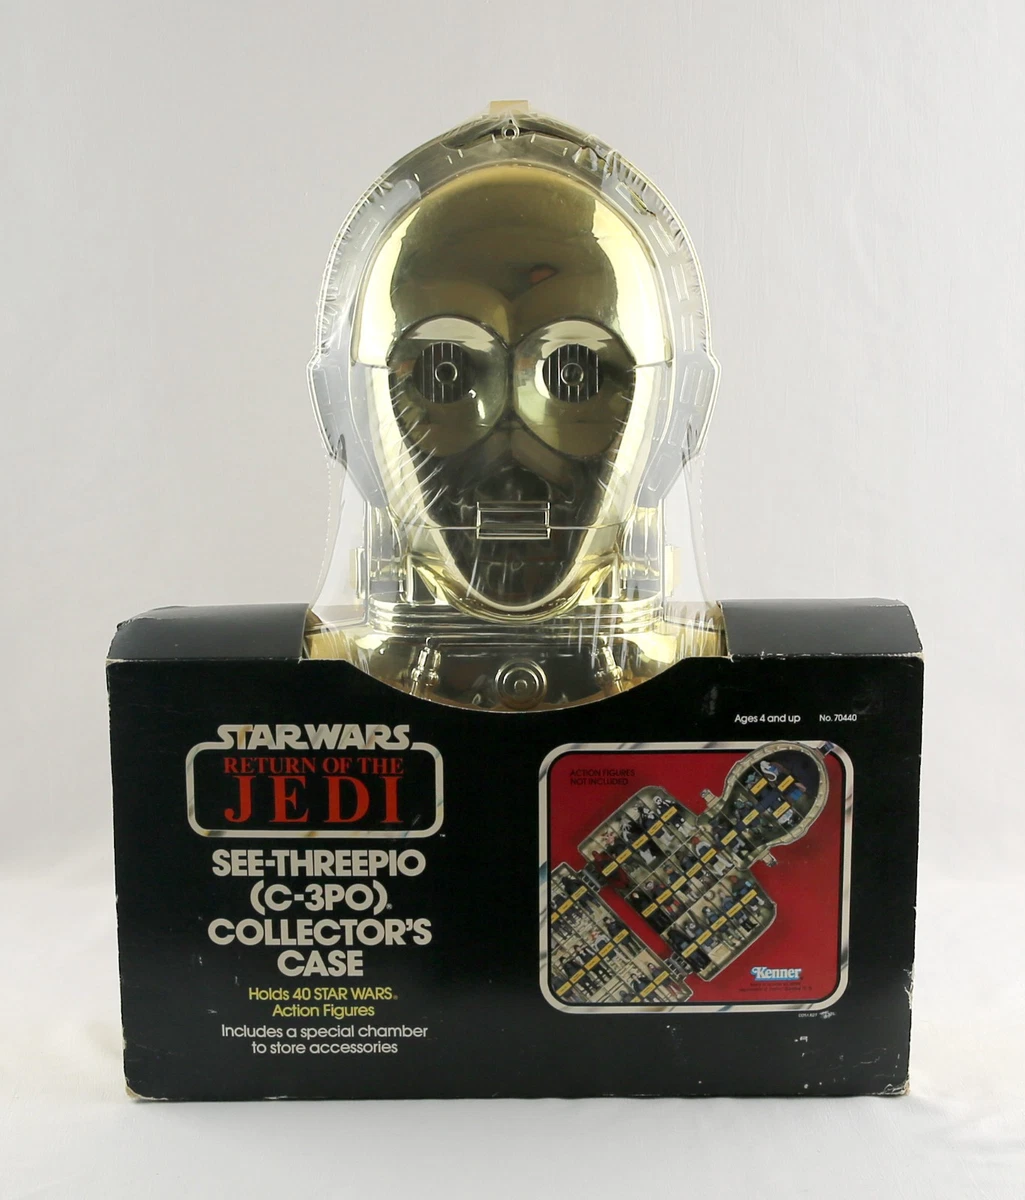 STAR WARS
RETURN OF THE
JEDI
SEE-THREEPIO
(C-3PO)®
COLLECTOR'S
CASE
Holds 40 STAR WARS®
Action Figures
Includes a special chamber
to store accessories
Ages 4 and up No. 70440
ACTION FIGURES
NOT INCLUDED
Kenner